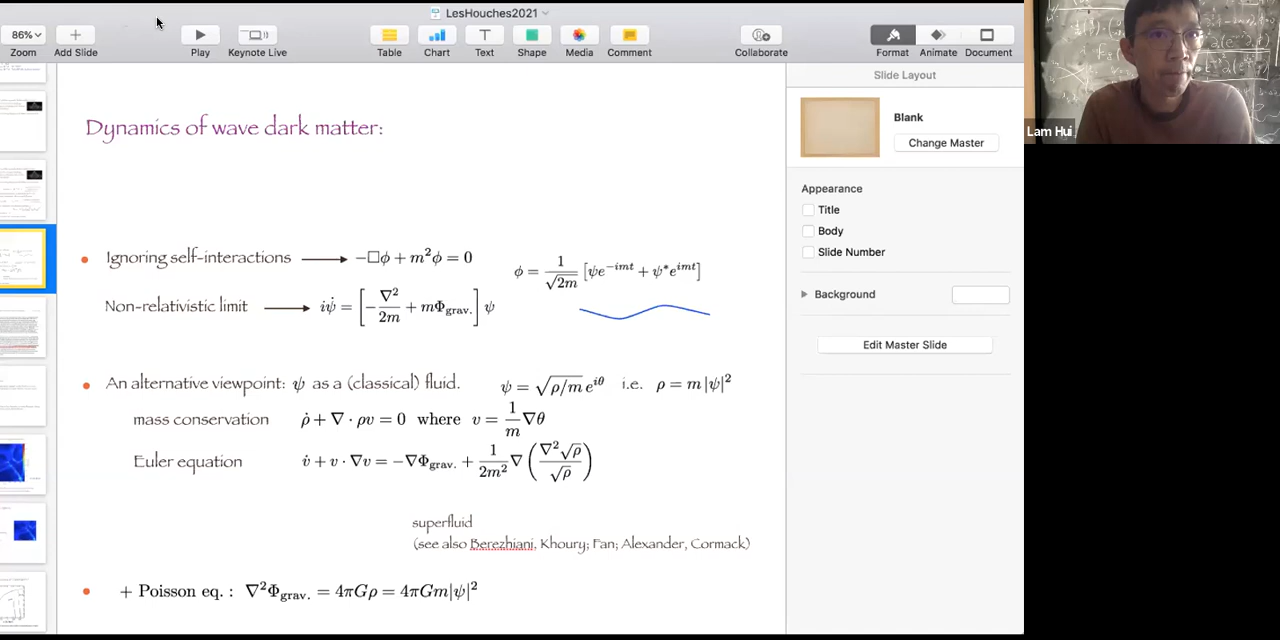 LesHouches2021
86%
Zoom
Add Slide
Play
Keynote Live
Table
Chart
Text
Shape
Media
Comment
Collaborate
Format
Animate
Document
Slide Layout
Blank
Change Master
Appearance
Title
Body
Slide Number
Background
Edit Master Slide
Lam Hui
Dynamics of wave dark matter:
Ignoring self-interactions ⟶ −□ϕ + m²ϕ = 0 ϕ = 1/√2m [ψe^{−imt} + ψ*e^{imt}]
Non-relativistic limit ⟶ iψ̇ = [−∇²/2m + mΦ_grav.] ψ
An alternative viewpoint: ψ as a (classical) fluid. ψ = √(ρ/m) e^{iθ} i.e. ρ = m|ψ|²
mass conservation ρ̇ + ∇ · ρv = 0 where v = 1/m ∇θ
Euler equation v̇ + v · ∇v = −∇Φ_grav. + 1/2m² ∇(∇²√ρ/√ρ)
superfluid
(see also Berezhiani, Khoury; Fan; Alexander, Cormack)
+ Poisson eq. : ∇²Φ_grav. = 4πGρ = 4πGm|ψ|²